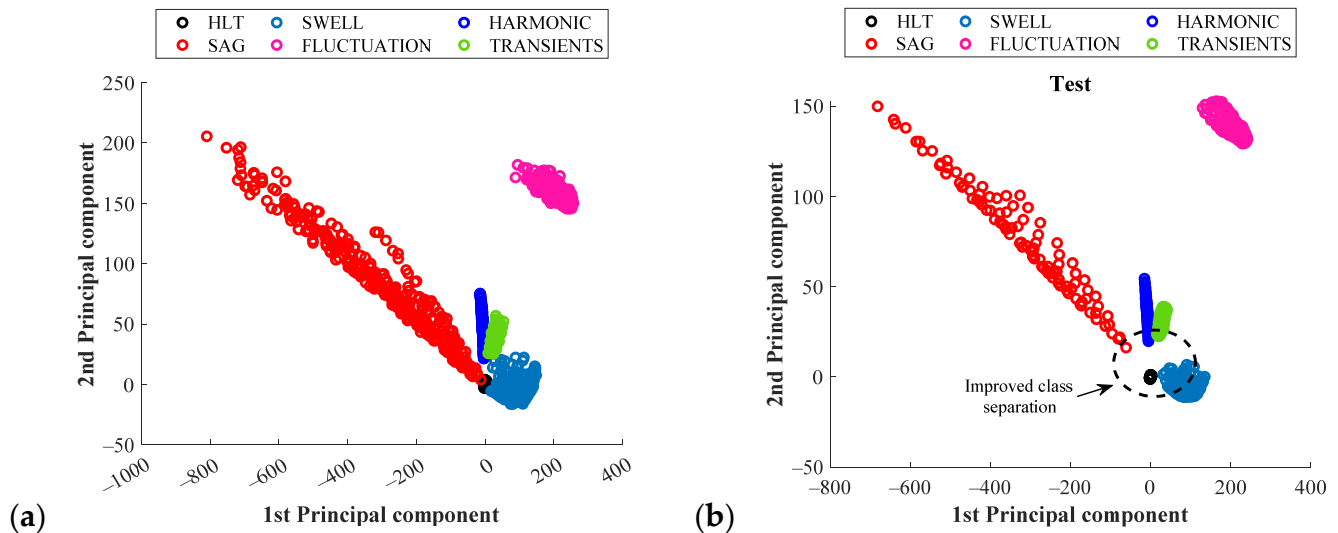 HLT SWELL HARMONIC
SAG FLUCTUATION TRANSIENTS
250
200
150
100
50
0
–50
2nd Principal component
–1000 –800 –600 –400 –200 0 200 400
1st Principal component
(a)
HLT SWELL HARMONIC
SAG FLUCTUATION TRANSIENTS
Test
150
100
50
0
–50
2nd Principal component
Improved class
separation
–800 –600 –400 –200 0 200 400
1st Principal component
(b)